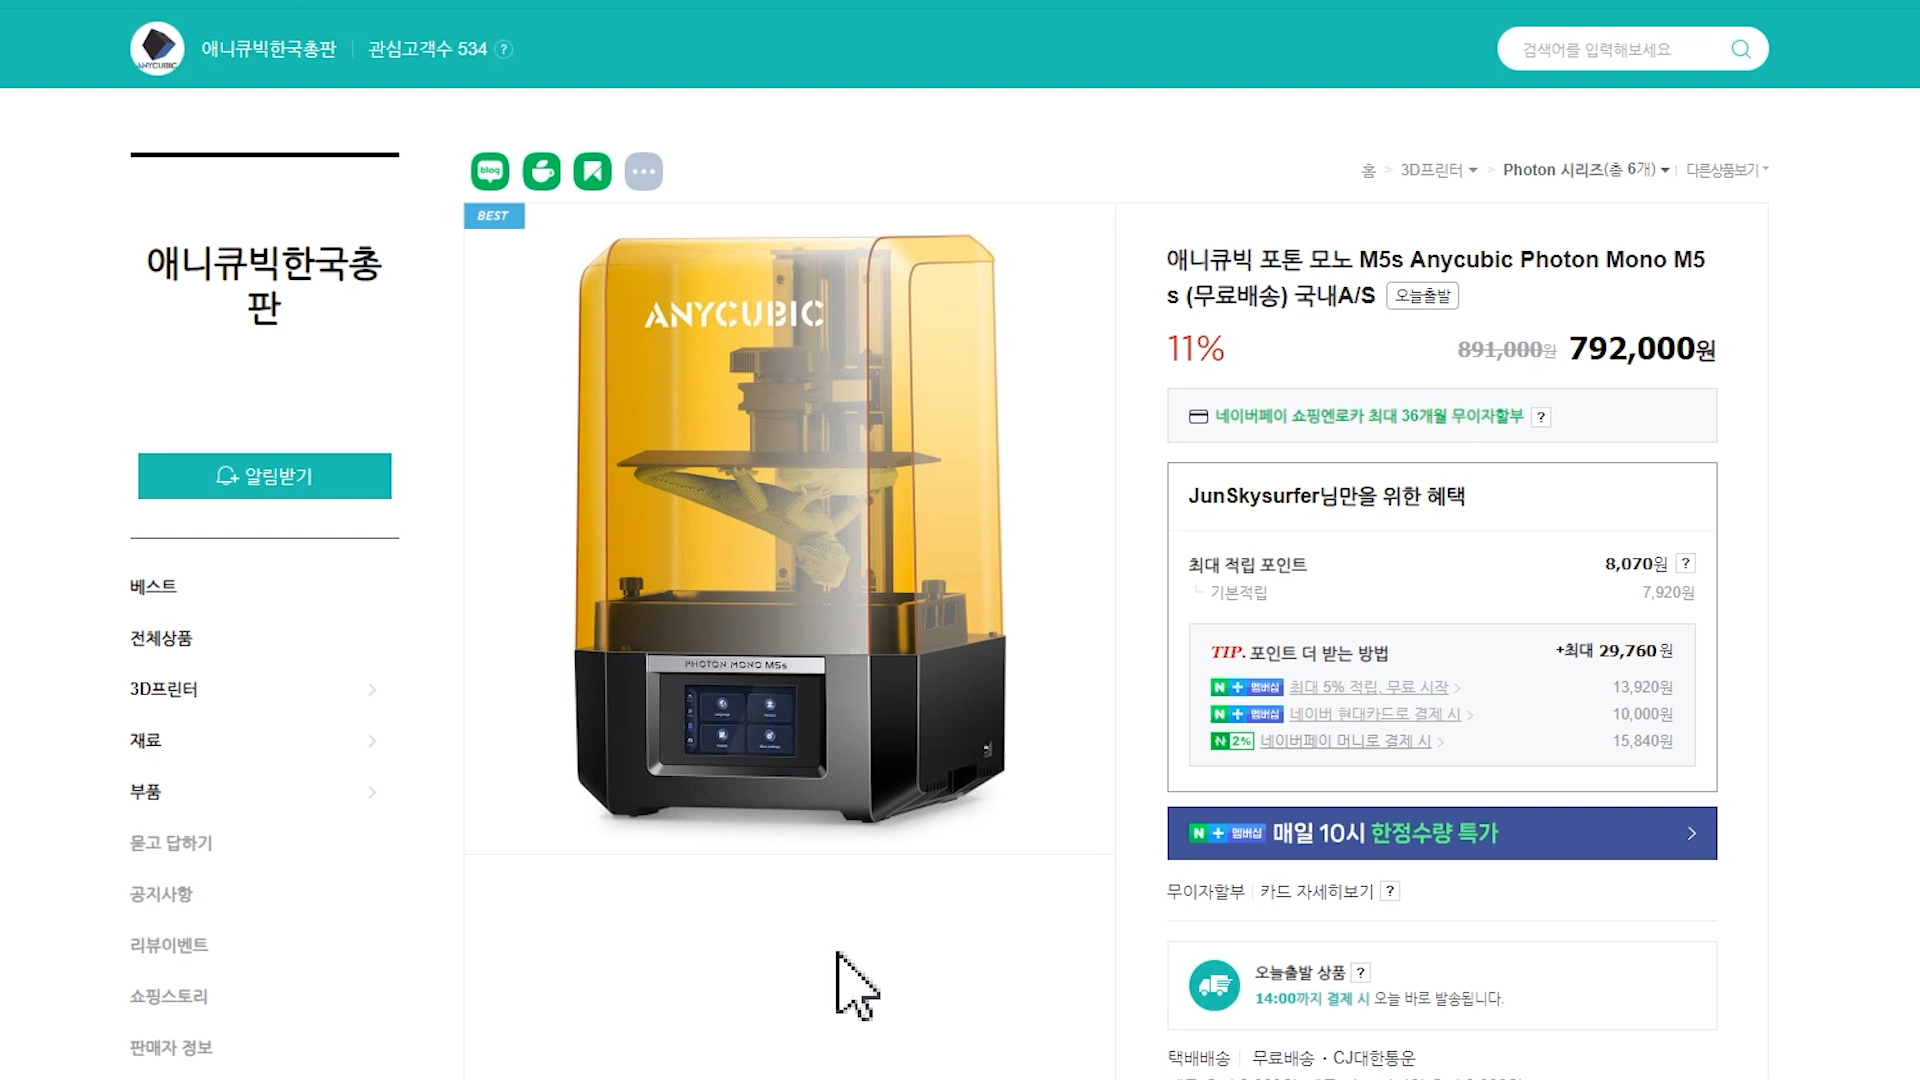 ANYCUBIC
애니큐빅한국총판
관심고객수 534 ?
검색어를 입력해보세요
애니큐빅한국총
판
알림받기
베스트
전체상품
3D프린터
재료
부품
묻고 답하기
공지사항
리뷰이벤트
쇼핑스토리
판매자 정보
blog
홈 > 3D프린터 > Photon 시리즈(총 6개) 다른상품보기
BEST
ANYCUBIC
PHOTON MONO M5s
애니큐빅 포톤 모노 M5s Anycubic Photon Mono M5
s (무료배송) 국내A/S 오늘출발
11% 891,000원 792,000원
네이버페이 쇼핑엔로카 최대 36개월 무이자할부 ?
JunSkysurfer님만을 위한 혜택
최대 적립 포인트 8,070원 ?
기본적립 7,920원
TIP. 포인트 더 받는 방법 +최대 29,760원
N + 멤버십 최대 5% 적립, 무료 시작 > 13,920원
N + 멤버십 네이버 현대카드로 결제 시 > 10,000원
N 2% 네이버페이 머니로 결제 시 > 15,840원
N + 멤버십 매일 10시 한정수량 특가
무이자할부 카드 자세히보기 ?
오늘출발 상품 ?
14:00까지 결제 시 오늘 바로 발송됩니다.
택배배송 무료배송 · CJ대한통운